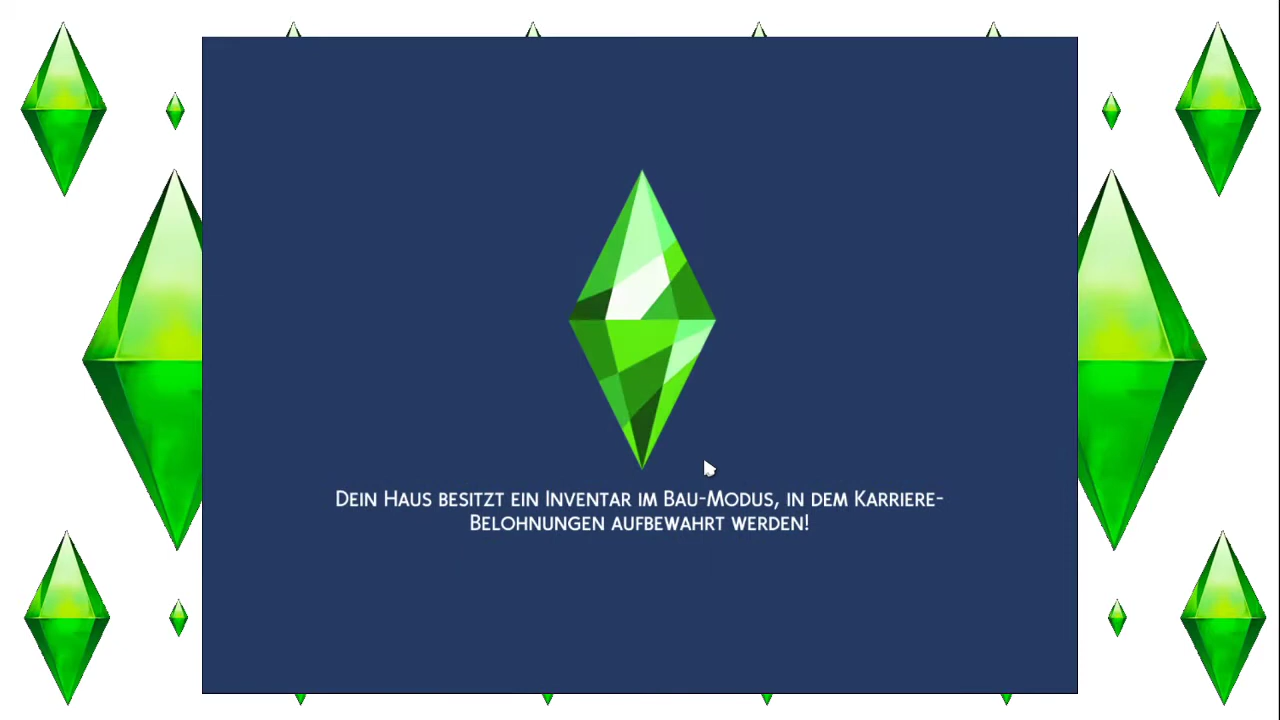 Dein Haus besitzt ein Inventar im Bau-Modus, in dem Karriere-
Belohnungen aufbewahrt werden!